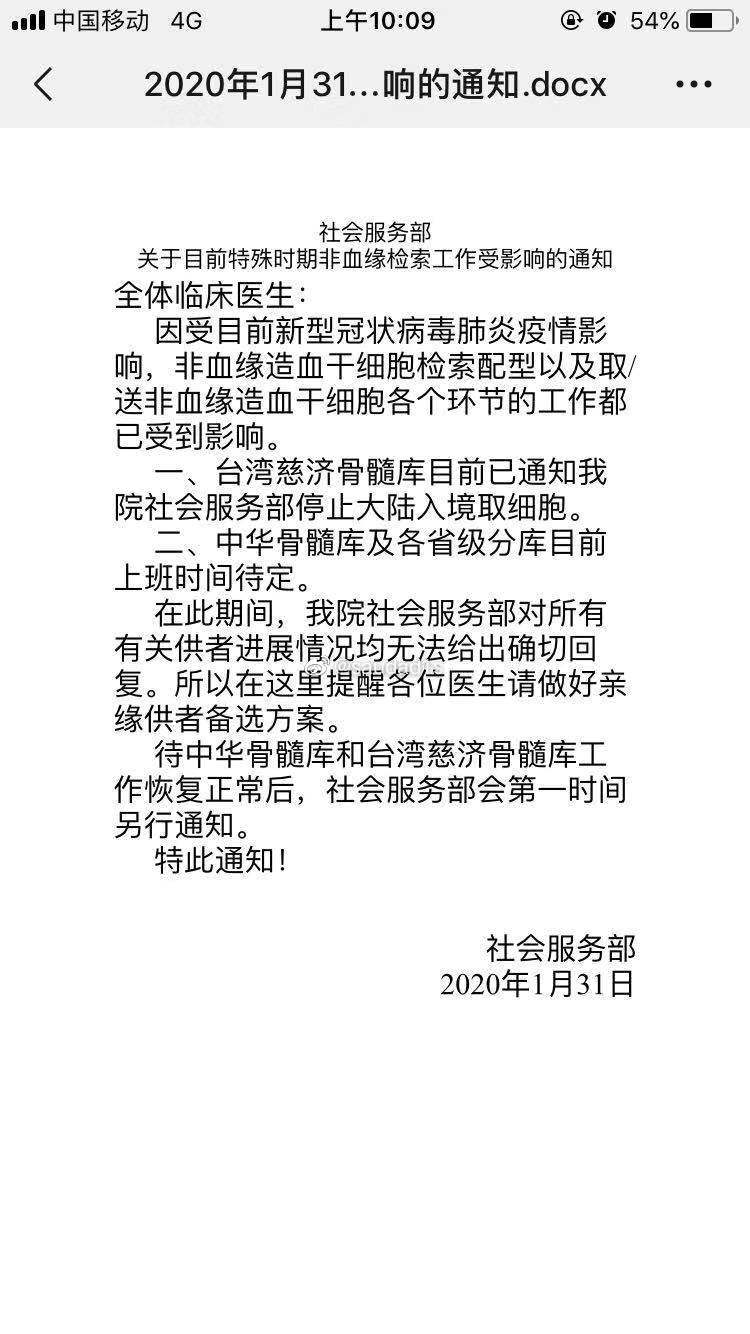 中国移动 4G 上午10:09 54%
2020年1月31...响的通知.docx
社会服务部
关于目前特殊时期非血缘检索工作受影响的通知
全体临床医生：
因受目前新型冠状病毒肺炎疫情影
响，非血缘造血干细胞检索配型以及取/
送非血缘造血干细胞各个环节的工作都
已受到影响。
一、台湾慈济骨髓库目前已通知我
院社会服务部停止大陆入境取细胞。
二、中华骨髓库及各省级分库目前
上班时间待定。
在此期间，我院社会服务部对所有
有关供者进展情况均无法给出确切回
复。所以在这里提醒各位医生请做好亲
缘供者备选方案。
待中华骨髓库和台湾慈济骨髓库工
作恢复正常后，社会服务部会第一时间
另行通知。
特此通知！
社会服务部
2020年1月31日